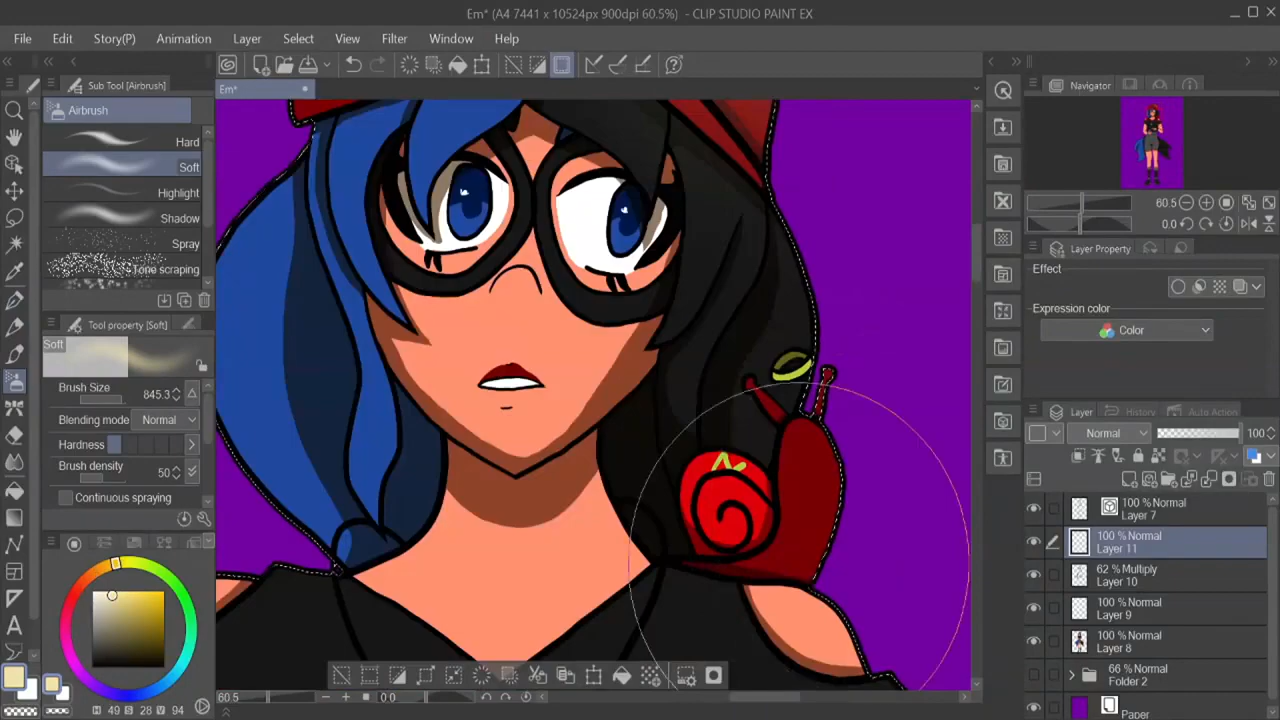 Em* (A4 7441 x 10524px 900dpi 60.5%) - CLIP STUDIO PAINT EX
File Edit Story(P) Animation Layer Select View Filter Window Help
Sub Tool [Airbrush]
Em*
Navigator
Airbrush
Hard
Soft
Highlight
Shadow
Spray
Tone scraping
60.5
0.0
Layer Property
Effect
Expression color
Color
Tool property [Soft]
Soft
Brush Size 845.3
Blending mode Normal
Hardness
Brush density 50
Continuous spraying
Layer History Auto Action
Normal 100
100 % Normal
Layer 7
100 % Normal
Layer 11
62 % Multiply
Layer 10
100 % Normal
Layer 9
100 % Normal
Layer 8
66 % Normal
Folder 2
Paper
60.5 0.0
H 49 S 28 V 94